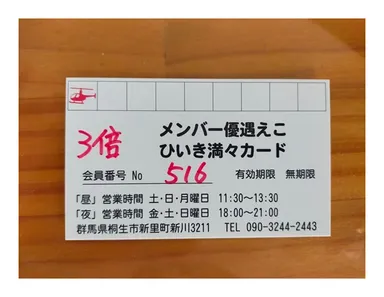 メンバー優遇えこ
ひいき満々カード
3倍
会員番号 No 516 有効期限 無期限
「昼」営業時間 土・日・月曜日 11:30～13:30
「夜」営業時間 金・土・日曜日 18:00～21:00
群馬県桐生市新里町新川3211 TEL 090-3244-2443